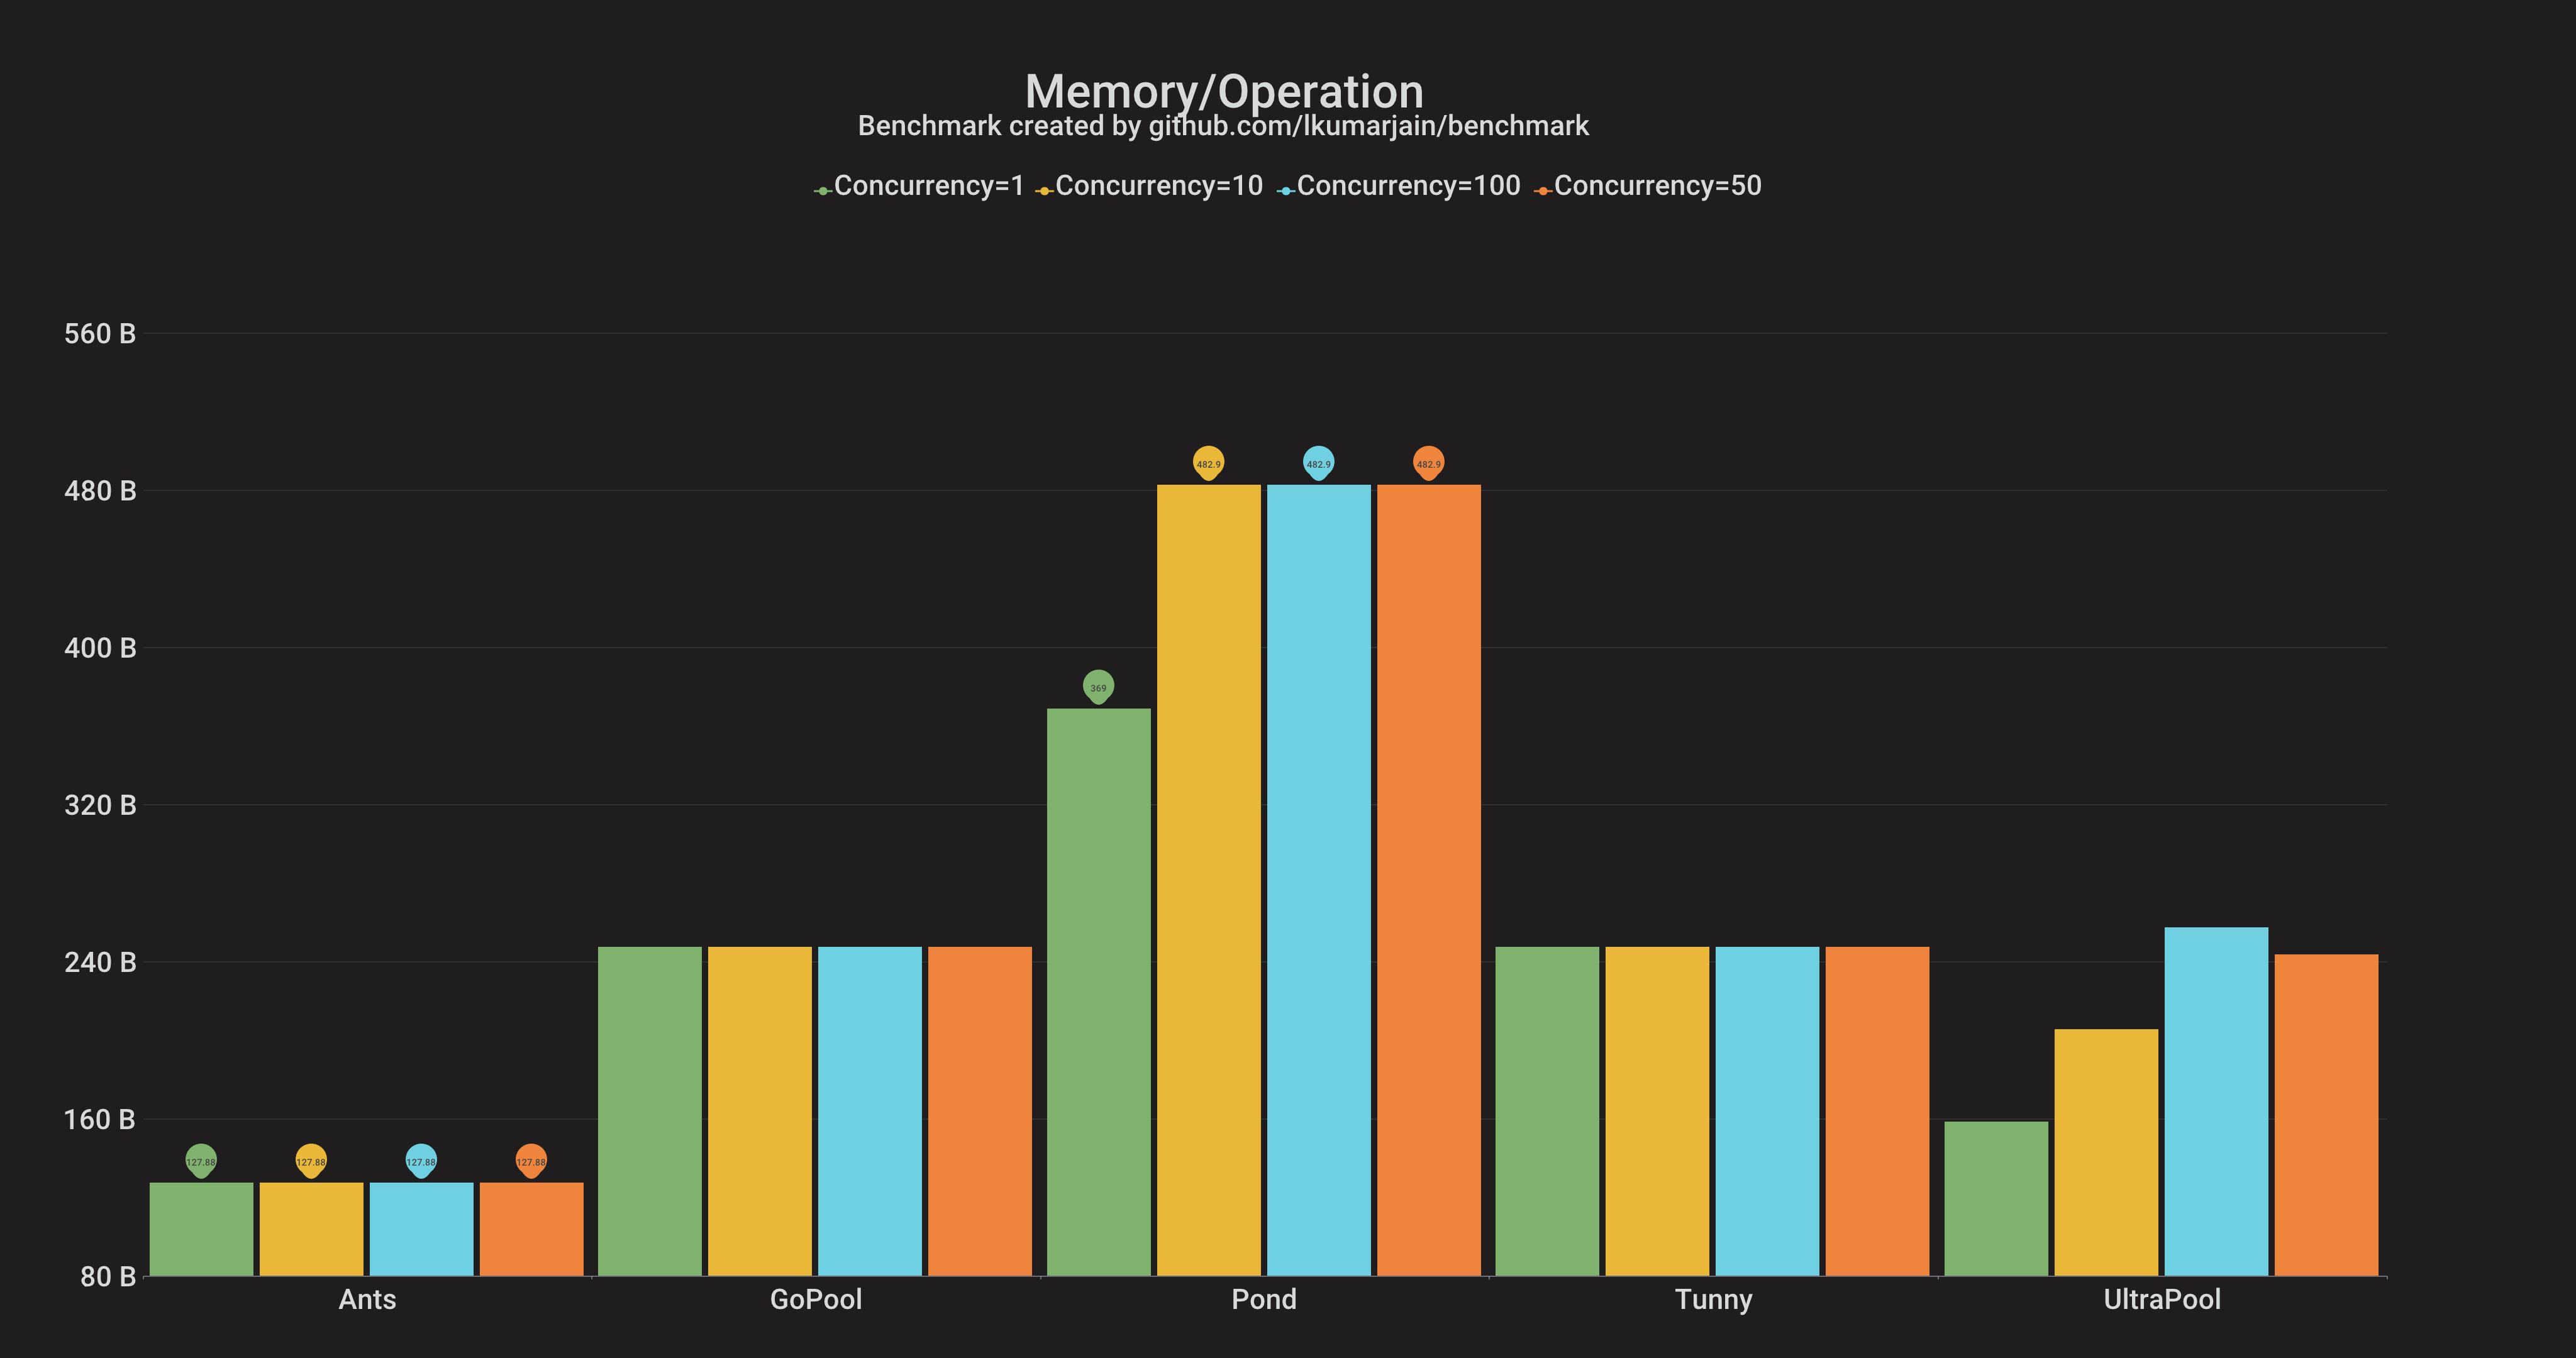 Memory/Operation
Benchmark created by github.com/lkumarjain/benchmark
Concurrency=1 Concurrency=10 Concurrency=100 Concurrency=50
560 B
482.9 482.9 482.9
480 B
400 B
369
320 B
240 B
160 B
127.88 127.88 127.88 127.88
80 B
Ants GoPool Pond Tunny UltraPool